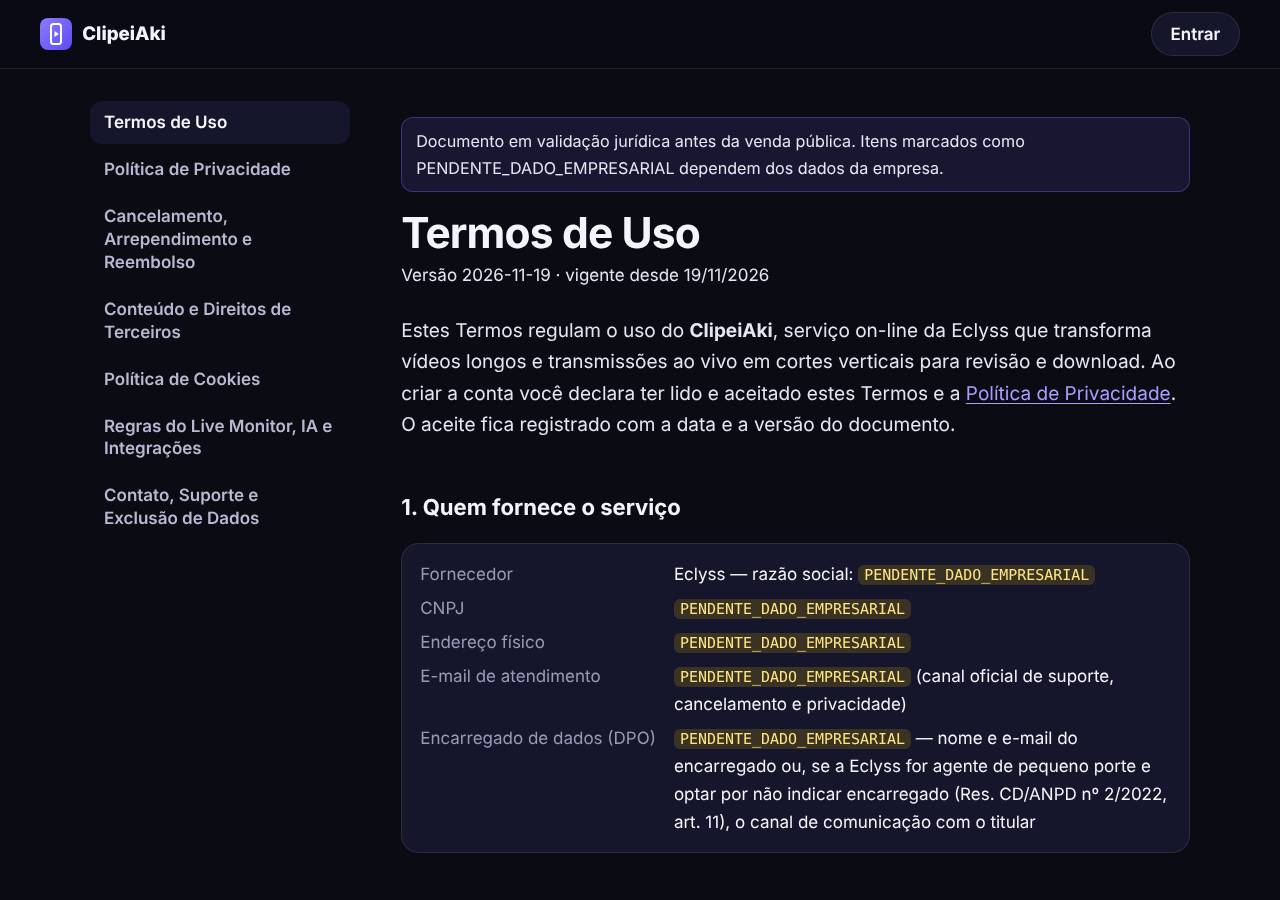 ClipeiAki
Entrar
Termos de Uso
Política de Privacidade
Cancelamento,
Arrependimento e
Reembolso
Conteúdo e Direitos de
Terceiros
Política de Cookies
Regras do Live Monitor, IA e
Integrações
Contato, Suporte e
Exclusão de Dados
Documento em validação jurídica antes da venda pública. Itens marcados como
PENDENTE_DADO_EMPRESARIAL dependem dos dados da empresa.
Termos de Uso
Versão 2026-11-19 · vigente desde 19/11/2026
Estes Termos regulam o uso do ClipeiAki, serviço on-line da Eclyss que transforma
vídeos longos e transmissões ao vivo em cortes verticais para revisão e download. Ao
criar a conta você declara ter lido e aceitado estes Termos e a Política de Privacidade.
O aceite fica registrado com a data e a versão do documento.
1. Quem fornece o serviço
Fornecedor Eclyss — razão social: PENDENTE_DADO_EMPRESARIAL
CNPJ PENDENTE_DADO_EMPRESARIAL
Endereço físico PENDENTE_DADO_EMPRESARIAL
E-mail de atendimento PENDENTE_DADO_EMPRESARIAL (canal oficial de suporte,
cancelamento e privacidade)
Encarregado de dados (DPO) PENDENTE_DADO_EMPRESARIAL — nome e e-mail do
encarregado ou, se a Eclyss for agente de pequeno porte e
optar por não indicar encarregado (Res. CD/ANPD nº 2/2022,
art. 11), o canal de comunicação com o titular